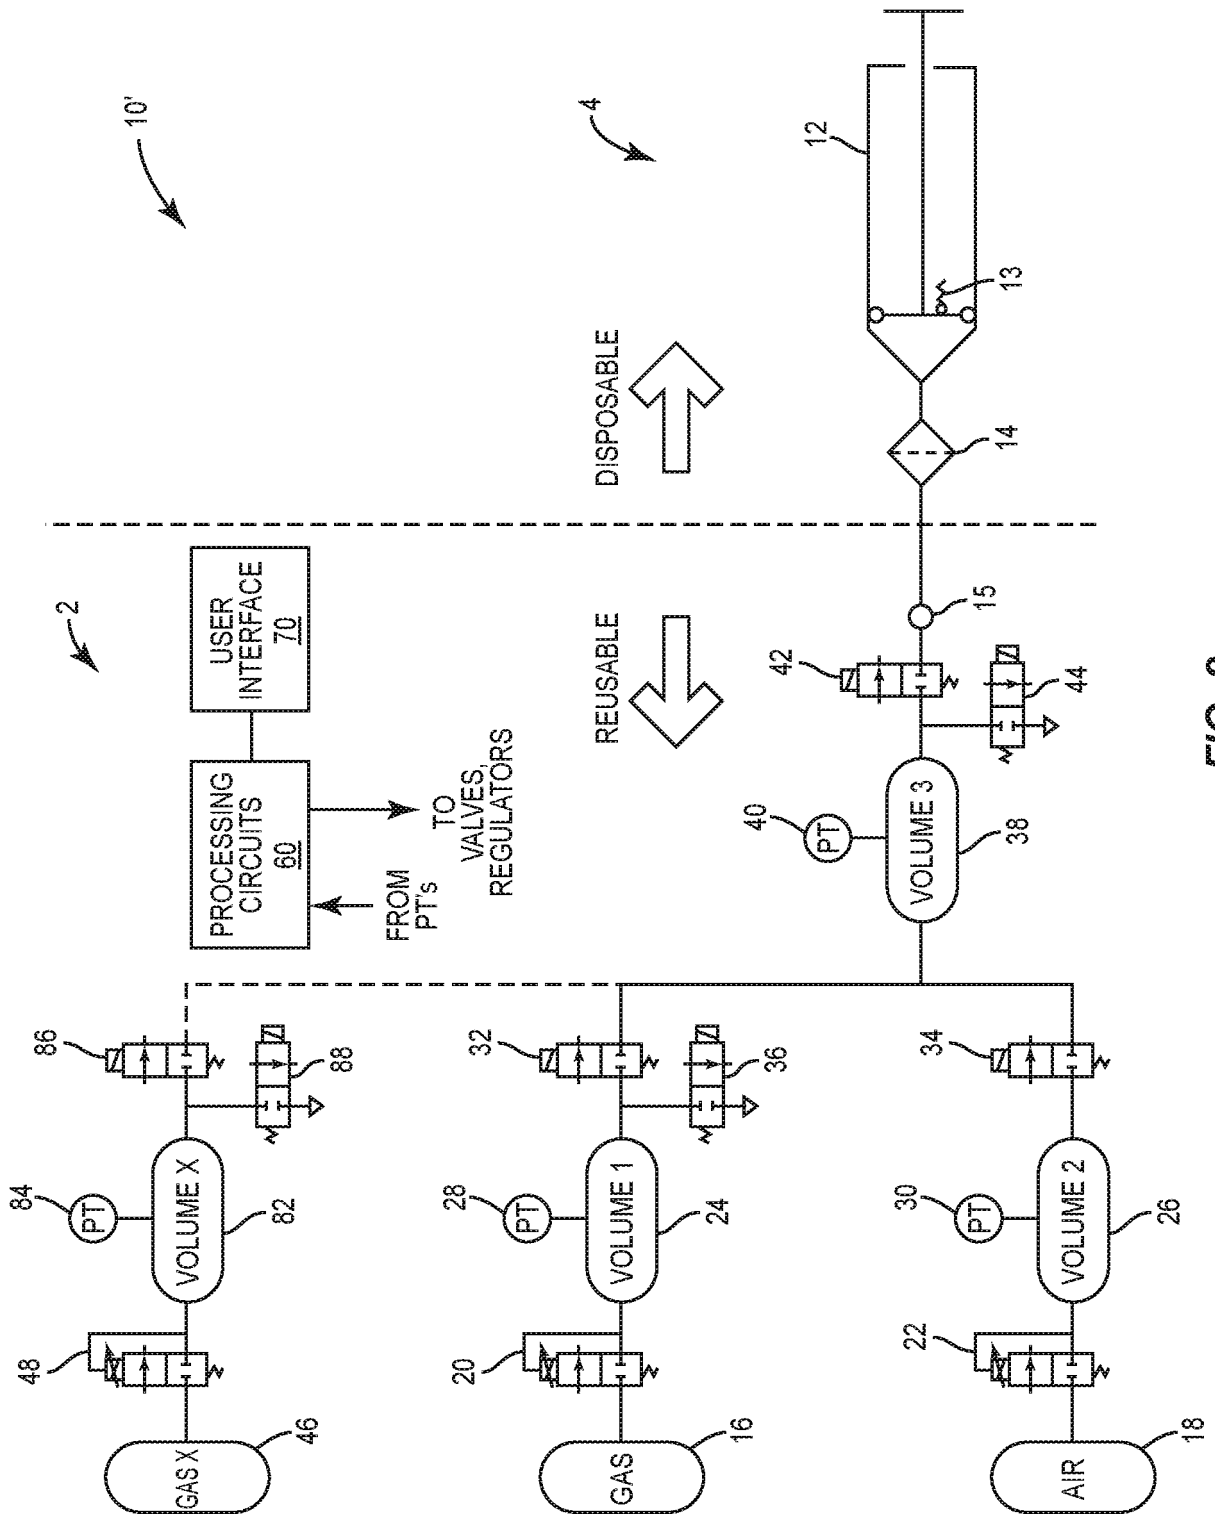 10'
2
4
USER
INTERFACE
70
PROCESSING
CIRCUITS
60
FROM
PT's
TO
VALVES,
REGULATORS
REUSABLE
DISPOSABLE
GAS X
46
48
VOLUME X
82
PT
84
86
88
GAS
16
20
VOLUME 1
24
PT
28
32
36
AIR
18
22
VOLUME 2
26
PT
30
34
VOLUME 3
38
PT
40
42
44
15
14
13
12